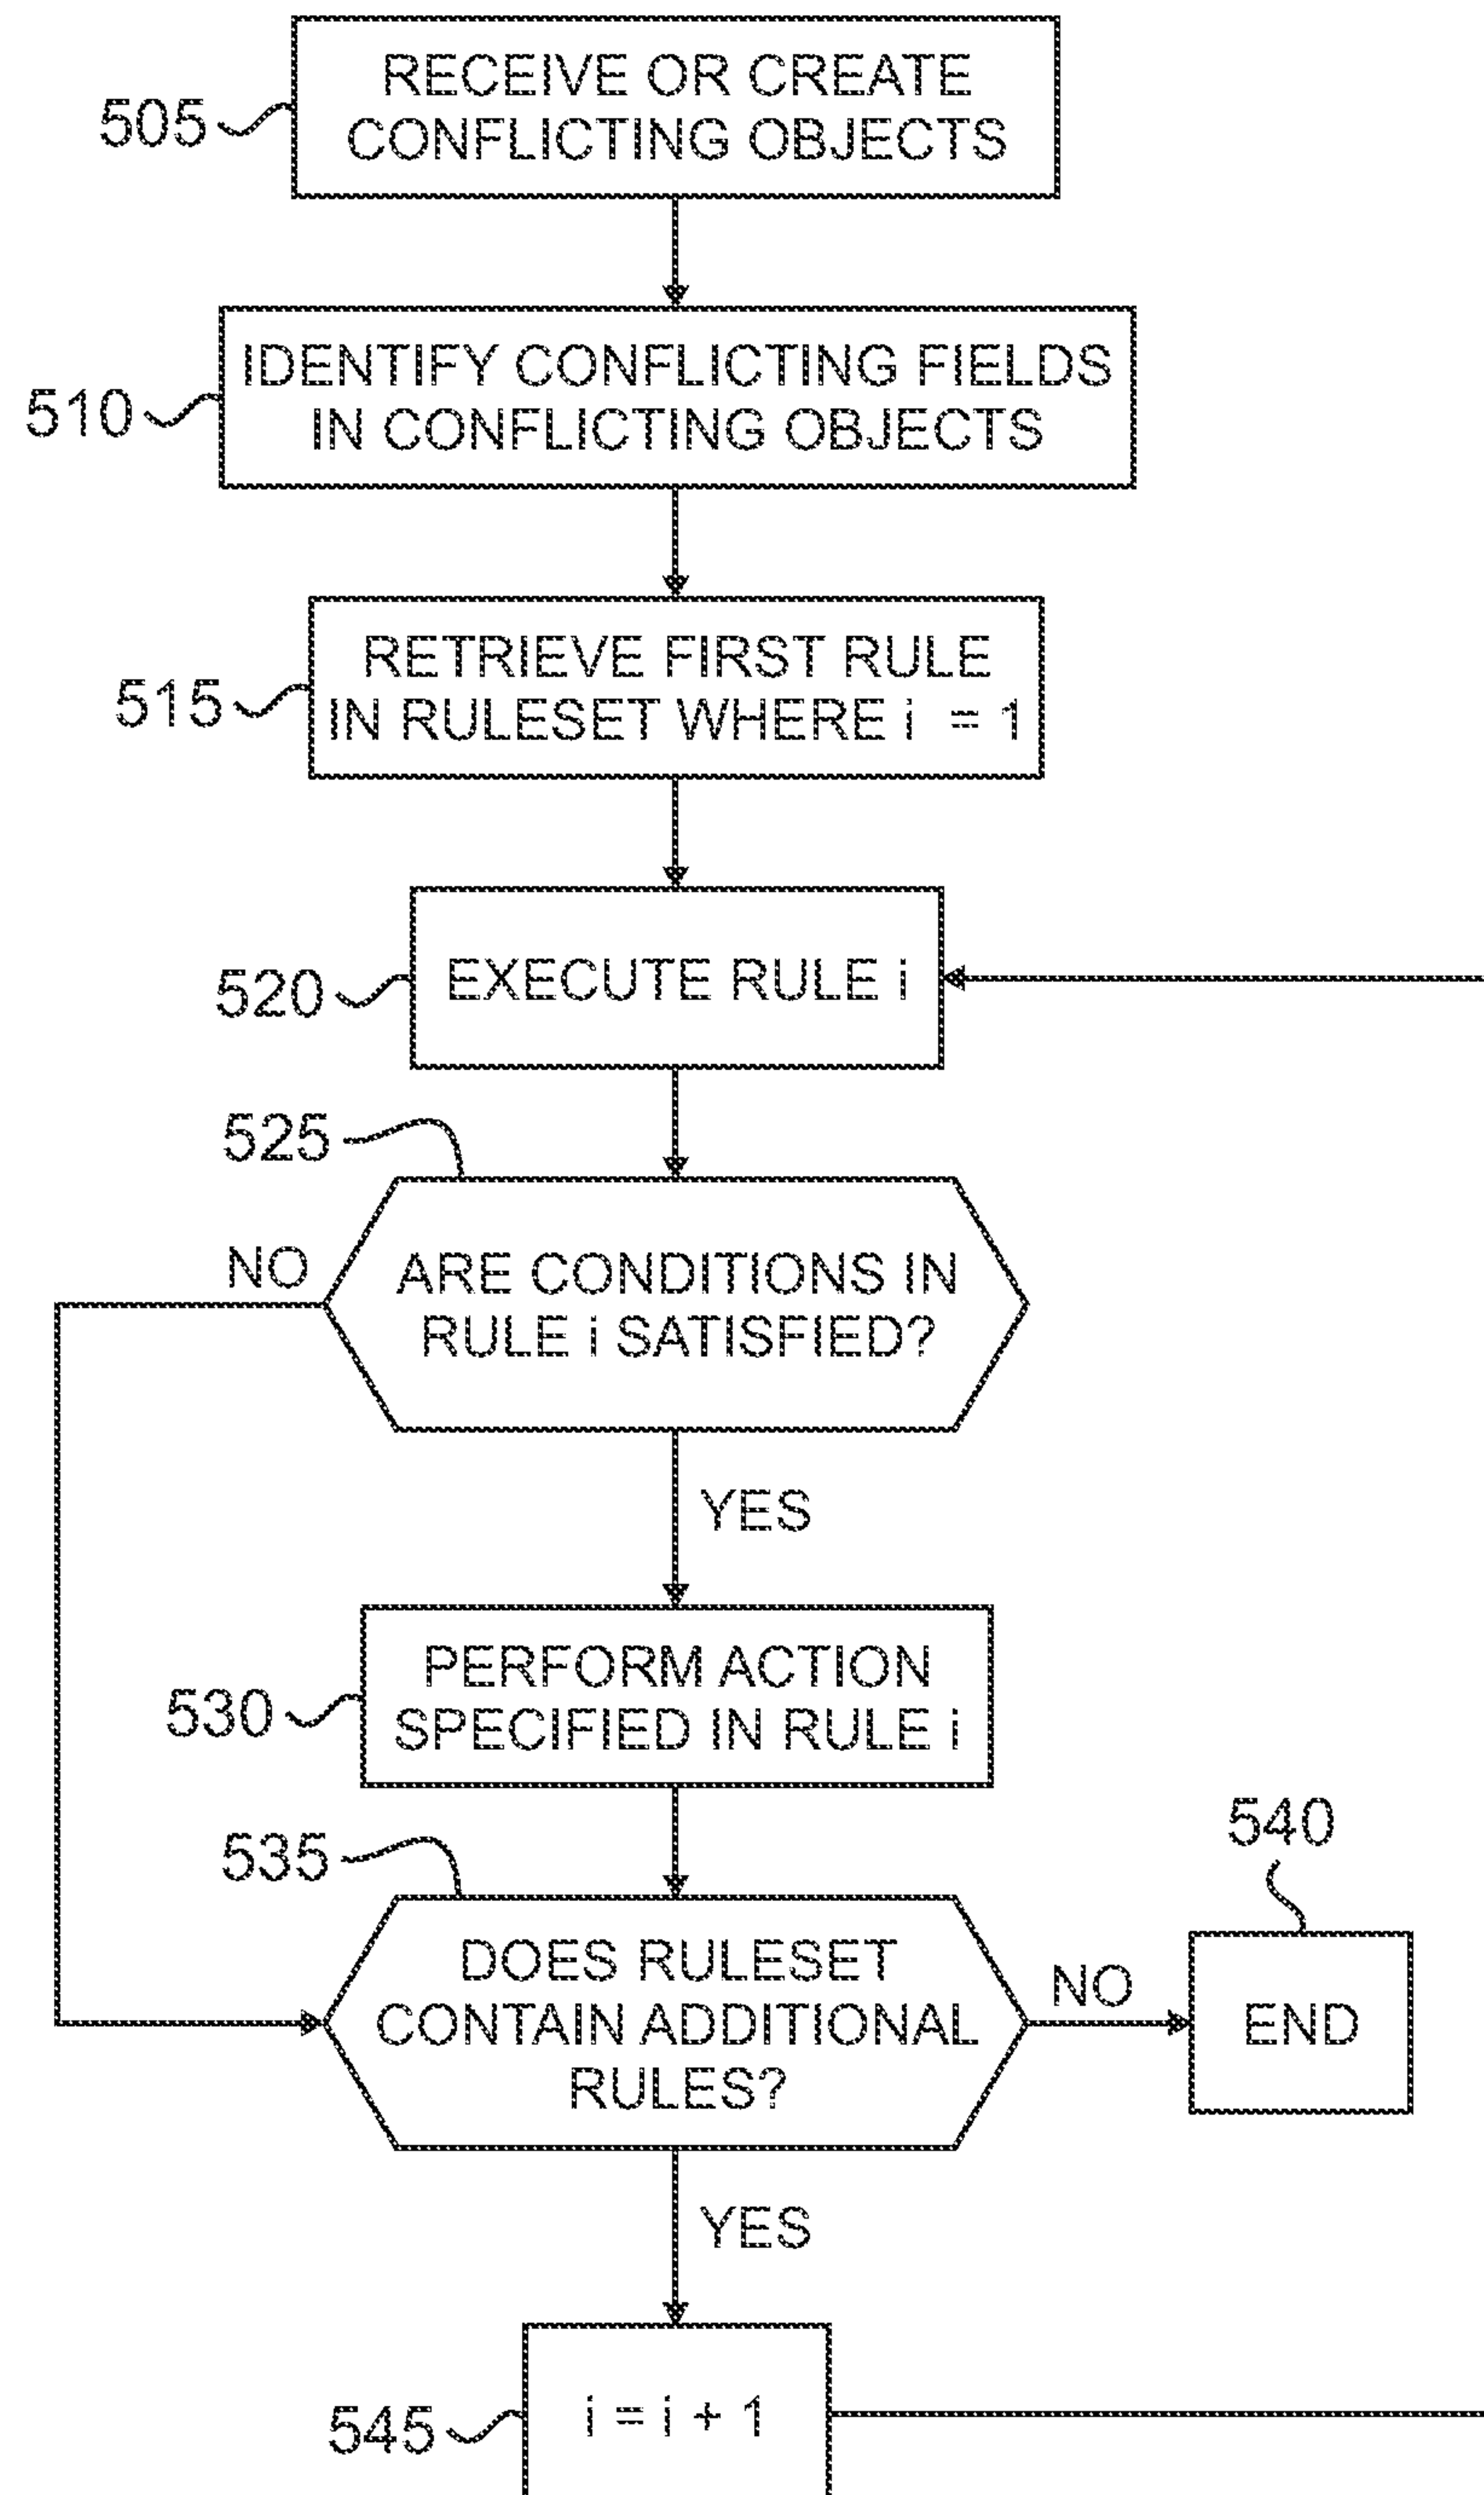 RECEIVE OR CREATE
CONFLICTING OBJECTS
505
IDENTIFY CONFLICTING FIELDS
IN CONFLICTING OBJECTS
510
RETRIEVE FIRST RULE
IN RULESET WHERE i = 1
515
EXECUTE RULE i
520
525
NO
ARE CONDITIONS IN
RULE i SATISFIED?
YES
PERFORM ACTION
SPECIFIED IN RULE i
530
535
540
DOES RULESET
CONTAIN ADDITIONAL
RULES?
NO
END
YES
i = i + 1
545